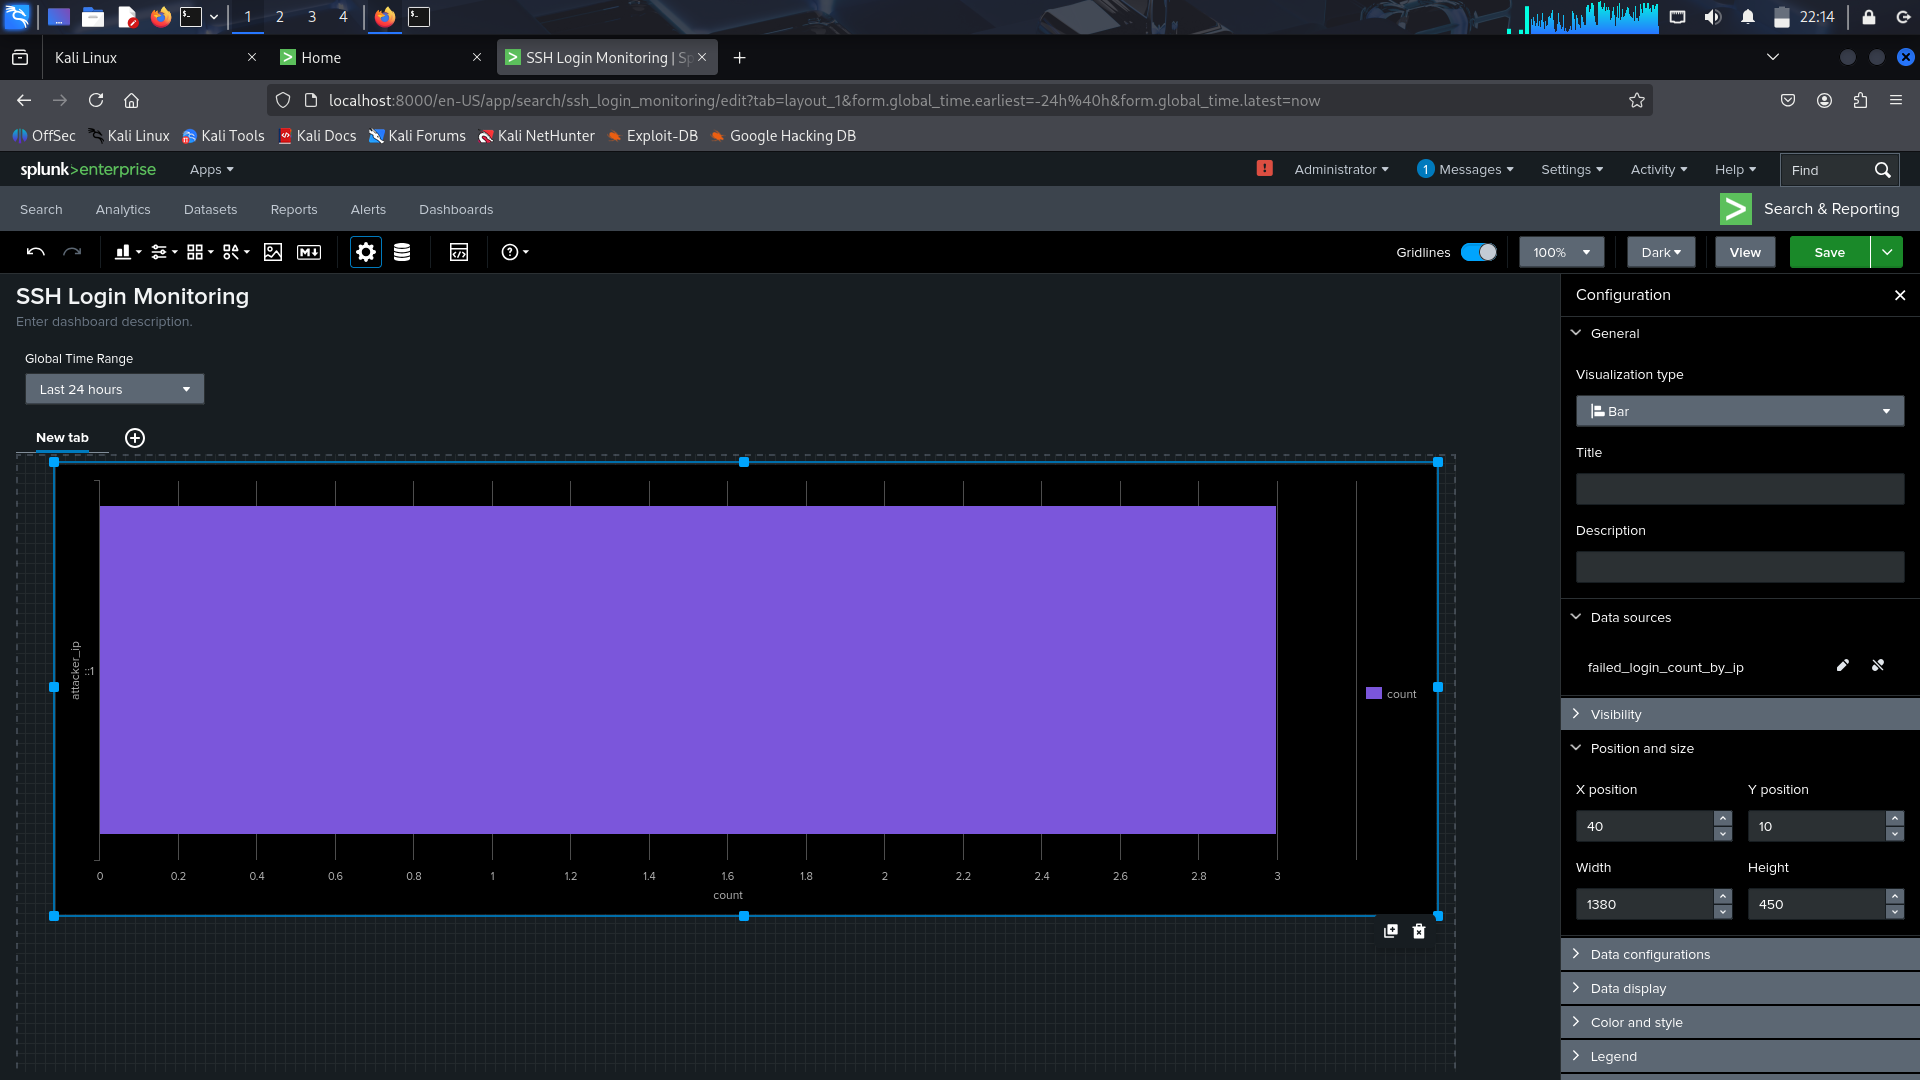 1
2
3
4
22:14
Kali Linux
Home
SSH Login Monitoring | Sp
localhost:8000/en-US/app/search/ssh_login_monitoring/edit?tab=layout_1&form.global_time.earliest=-24h%40h&form.global_time.latest=now
OffSec
Kali Linux
Kali Tools
Kali Docs
Kali Forums
Kali NetHunter
Exploit-DB
Google Hacking DB
splunk>enterprise
Apps
!
Administrator
1 Messages
Settings
Activity
Help
Find
Search
Analytics
Datasets
Reports
Alerts
Dashboards
> Search & Reporting
Gridlines
100%
Dark
View
Save
SSH Login Monitoring
Enter dashboard description.
Global Time Range
Last 24 hours
New tab
attacker_ip
::1
0
0.2
0.4
0.6
0.8
1
1.2
1.4
1.6
1.8
2
2.2
2.4
2.6
2.8
3
count
count
Configuration
General
Visualization type
Bar
Title
Description
Data sources
failed_login_count_by_ip
Visibility
Position and size
X position
Y position
40
10
Width
Height
1380
450
Data configurations
Data display
Color and style
Legend